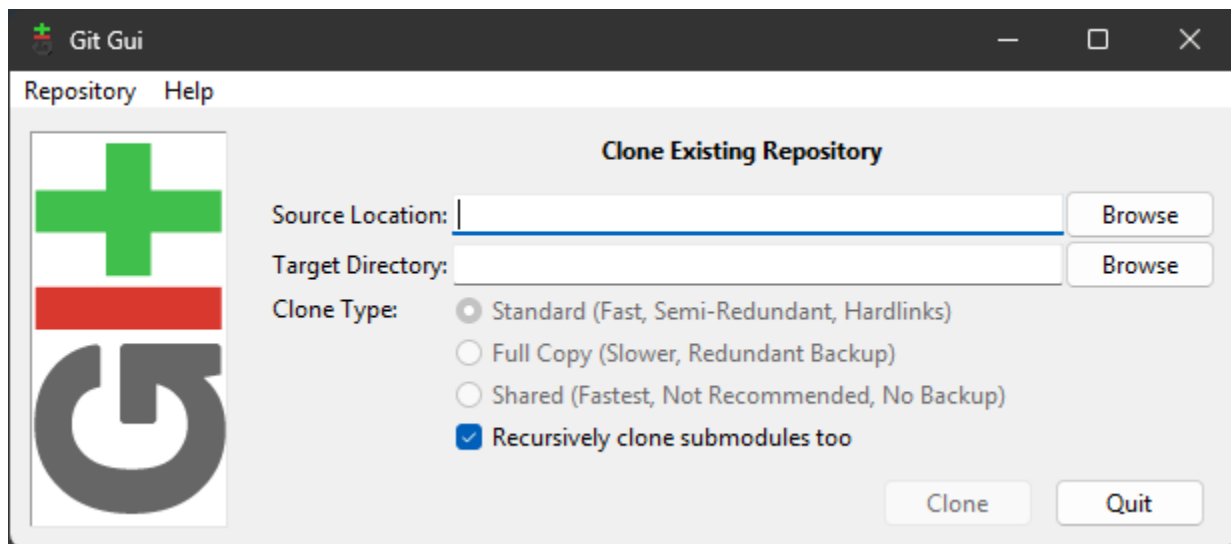 Git Gui
Repository Help
Clone Existing Repository
Source Location: Browse
Target Directory: Browse
Clone Type: Standard (Fast, Semi-Redundant, Hardlinks)
Full Copy (Slower, Redundant Backup)
Shared (Fastest, Not Recommended, No Backup)
Recursively clone submodules too
Clone Quit
GIT